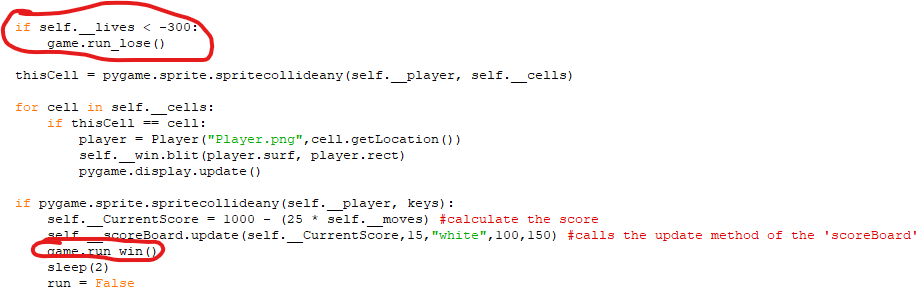 if self.__lives < -300:
game.run_lose()
thisCell = pygame.sprite.spritecollideany(self.__player, self.__cells)
for cell in self.__cells:
if thisCell == cell:
player = Player("Player.png",cell.getLocation())
self.__win.blit(player.surf, player.rect)
pygame.display.update()
if pygame.sprite.spritecollideany(self.__player, keys):
self.__CurrentScore = 1000 - (25 * self.__moves) #calculate the score
self.__scoreBoard.update(self.__CurrentScore,15,"white",100,150) #calls the update method of the 'scoreBoard'
game.run_win()
sleep(2)
run = False